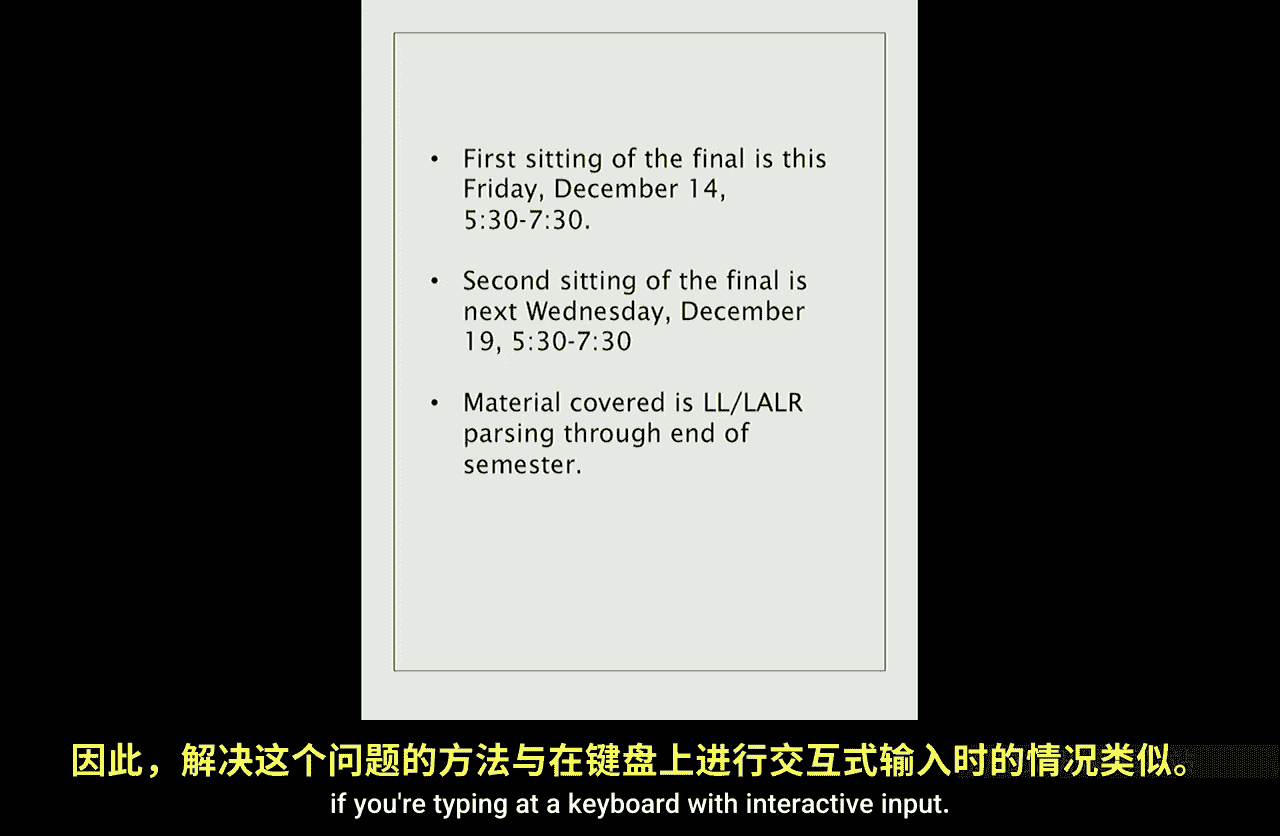 • First sitting of the final is this
Friday, December 14,
5:30-7:30.
• Second sitting of the final is
next Wednesday, December
19, 5:30-7:30
• Material covered is LL/LALR
parsing through end of
semester.
因此，解决这个问题的方法与在键盘上进行交互式输入时的情况类似。
if you're typing at a keyboard with interactive input.